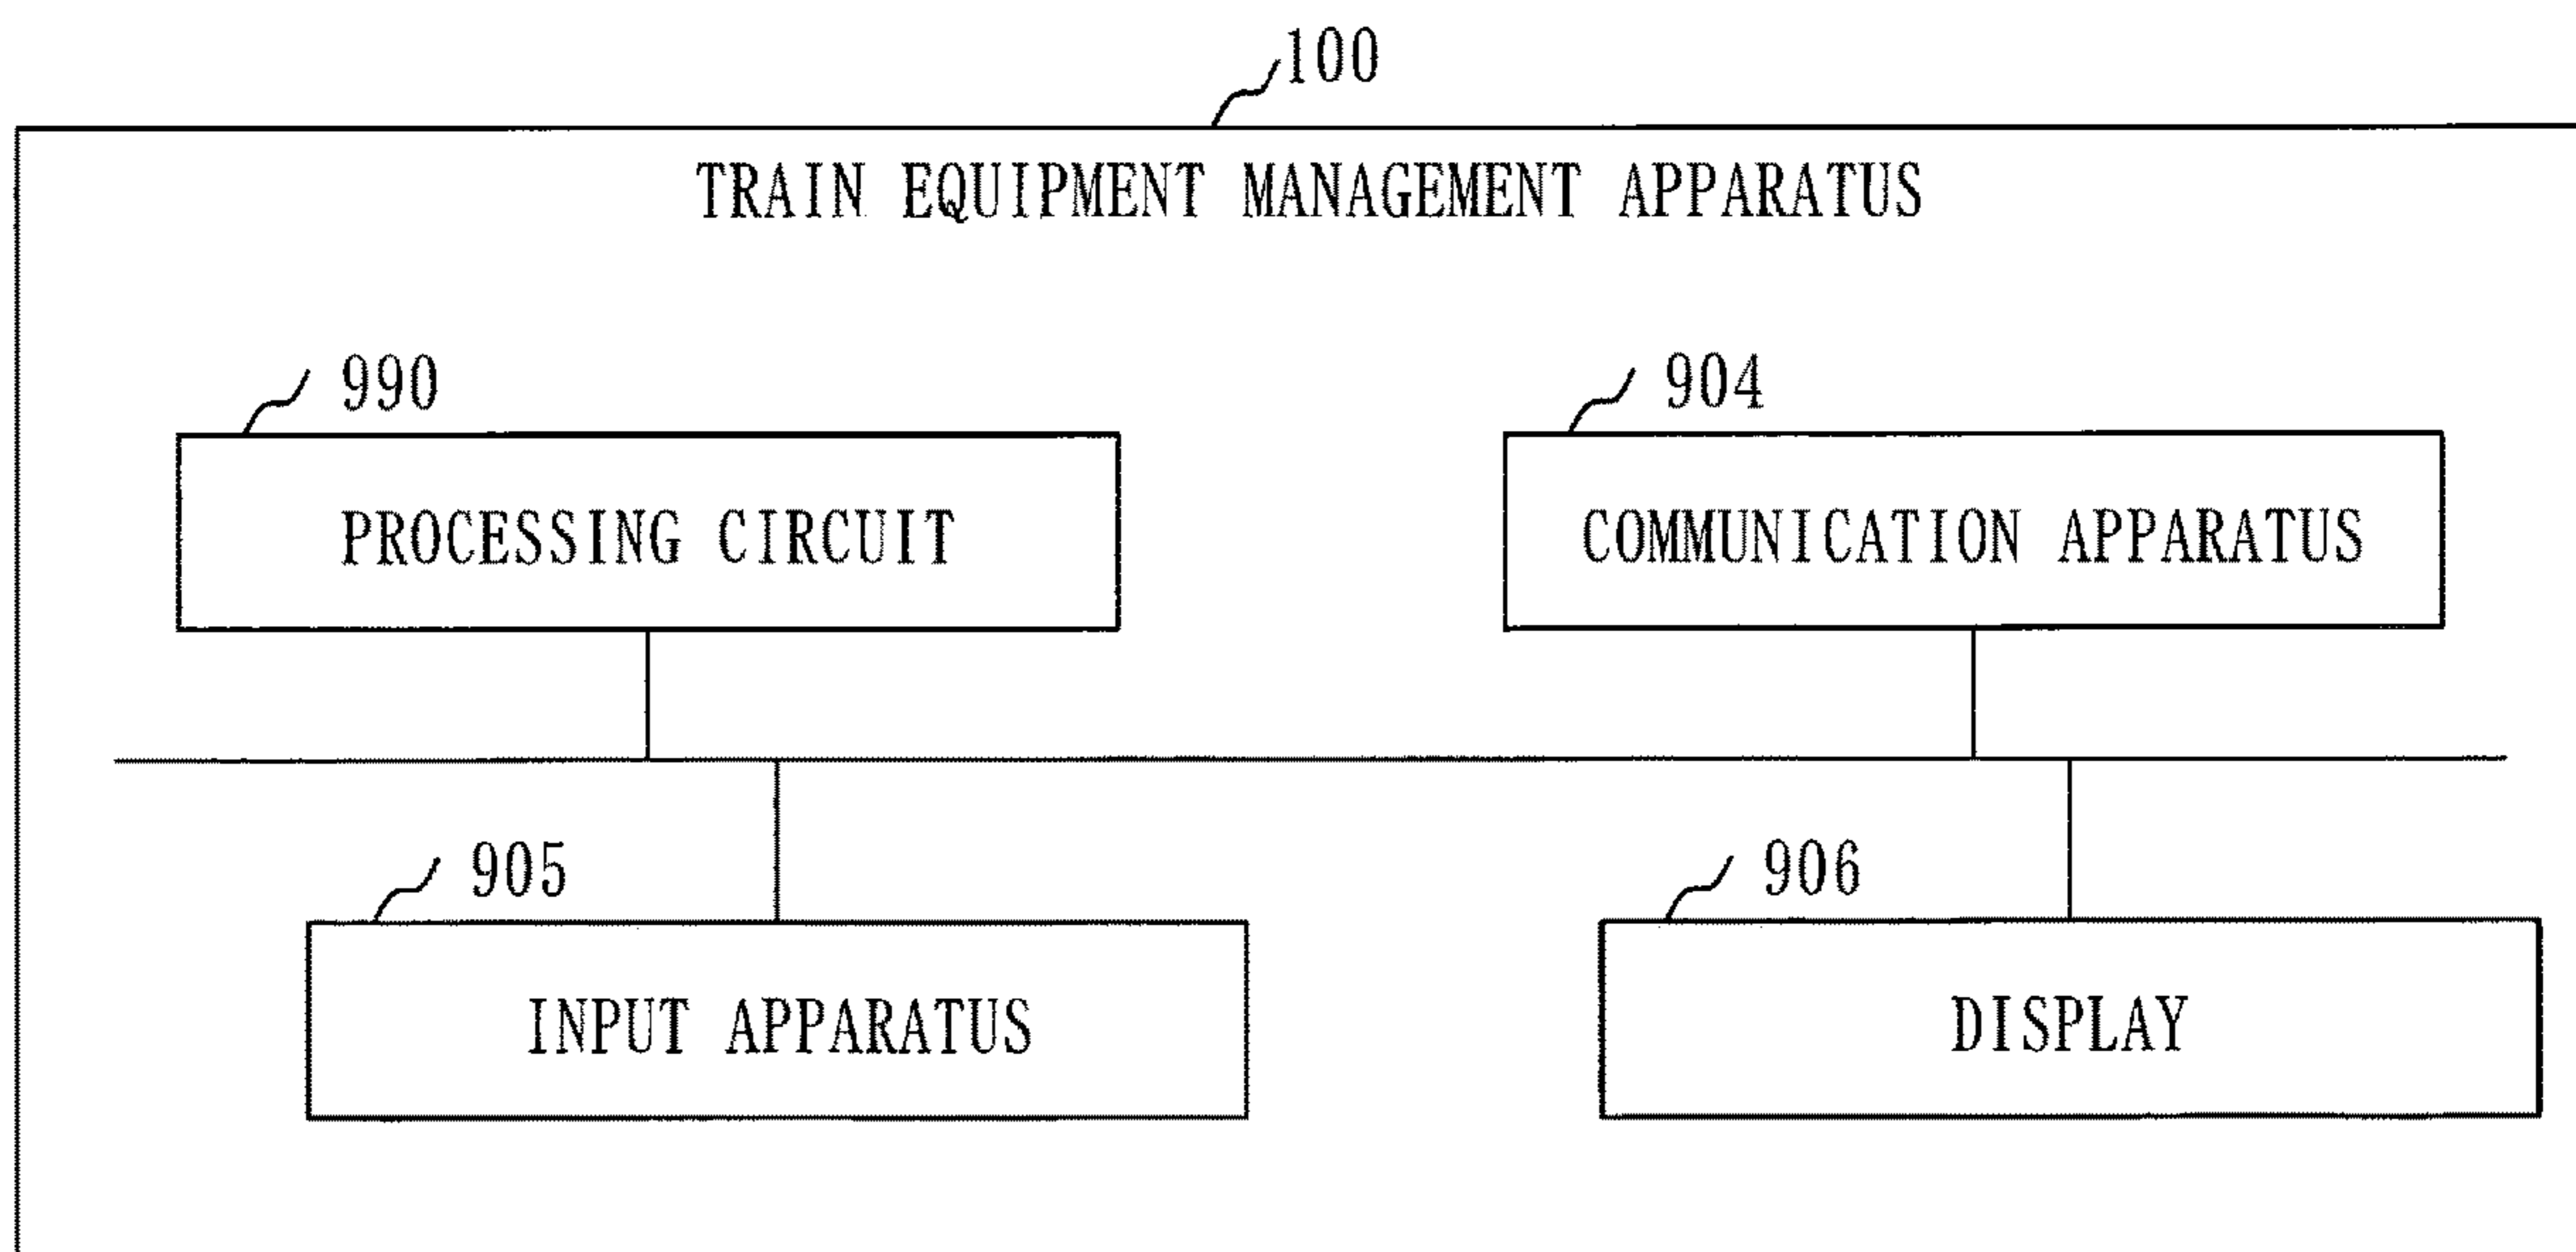 100
TRAIN EQUIPMENT MANAGEMENT APPARATUS
990
904
PROCESSING CIRCUIT
COMMUNICATION APPARATUS
905
906
INPUT APPARATUS
DISPLAY